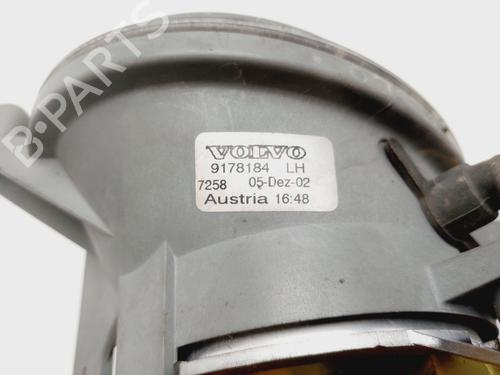 B-PARTS
VOLVO
9178184 LH
7258 05-Dez-02
Austria 16:48